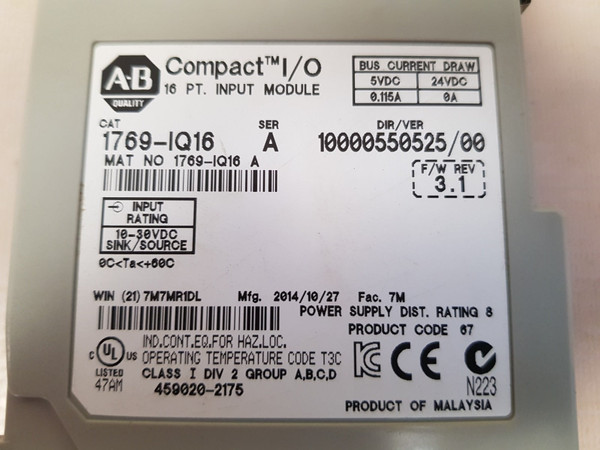 A-B
QUALITY
Compact™ I/O
16 PT. INPUT MODULE
BUS CURRENT DRAW
5VDC 24VDC
0.115A 0A
CAT SER DIR/VER
1769-IQ16 A 10000550525/00
MAT NO 1769-IQ16 A
F/W REV
3.1
INPUT
RATING
10-30VDC
SINK/SOURCE
0C<Ta<+60C
WIN (21) 7M7MR1DL Mfg. 2014/10/27 Fac. 7M
POWER SUPPLY DIST. RATING 8
PRODUCT CODE 67
IND.CONT.EQ.FOR HAZ.LOC.
C UL US OPERATING TEMPERATURE CODE T3C
LISTED CLASS I DIV 2 GROUP A,B,C,D
47AM 459020-2175
KC CE N223
PRODUCT OF MALAYSIA